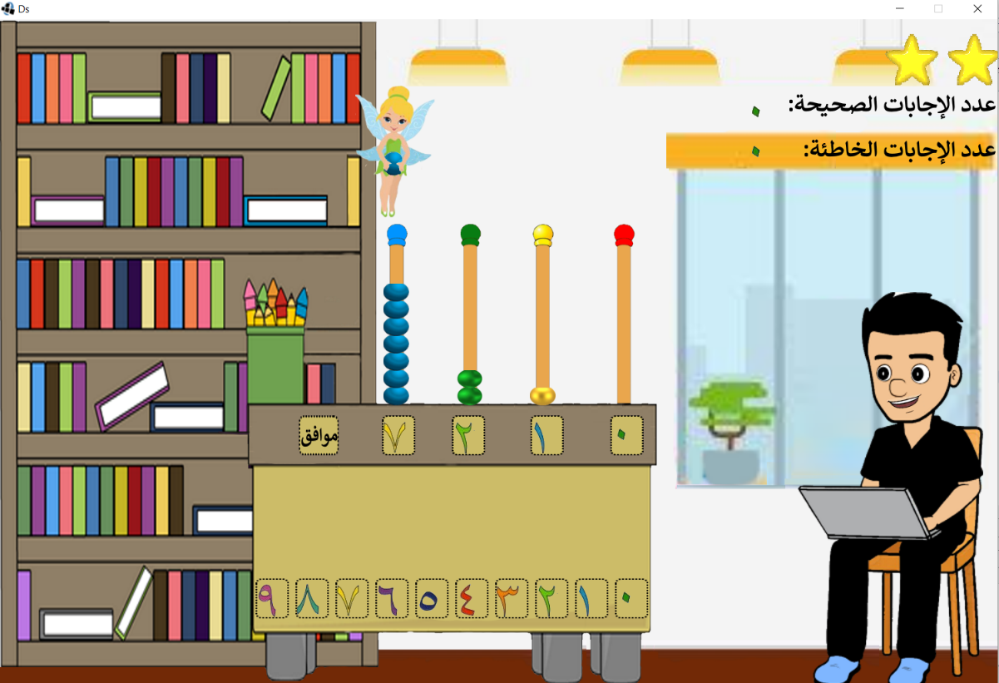 Ds
عدد الإجابات الصحيحة: ٠
عدد الإجابات الخاطئة: ٠
موافق ٧ ٢ ١ ٠
٩ ٨ ٧ ٦ ٥ ٤ ٣ ٢ ١ ٠